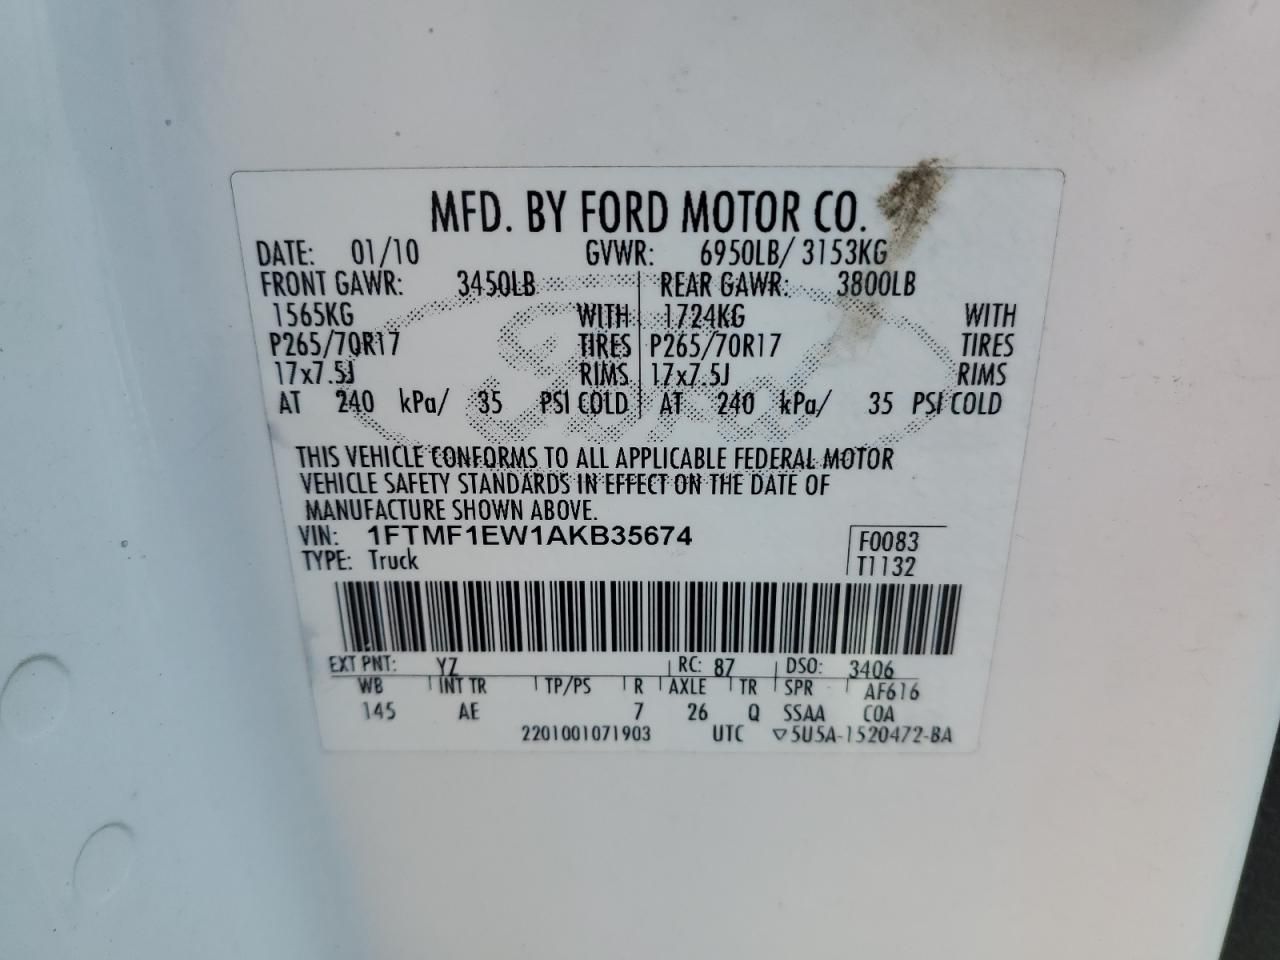 MFD. BY FORD MOTOR CO.
DATE: 01/10 GVWR: 6950LB/ 3153KG
FRONT GAWR: 3450LB REAR GAWR: 3800LB
1565KG WITH 1724KG WITH
P265/70R17 TIRES P265/70R17 TIRES
17x7.5J RIMS 17x7.5J RIMS
AT 240 kPa/ 35 PSI COLD AT 240 kPa/ 35 PSI COLD
Ford
THIS VEHICLE CONFORMS TO ALL APPLICABLE FEDERAL MOTOR
VEHICLE SAFETY STANDARDS IN EFFECT ON THE DATE OF
MANUFACTURE SHOWN ABOVE.
VIN: 1FTMF1EW1AKB35674 F0083
TYPE: Truck T1132
EXT PNT: YZ RC: 87 DSO: 3406
WB INT TR TP/PS R AXLE TR SPR AF616
145 AE 7 26 Q SSAA COA
2201001071903 UTC ▽5U5A-1520472-BA